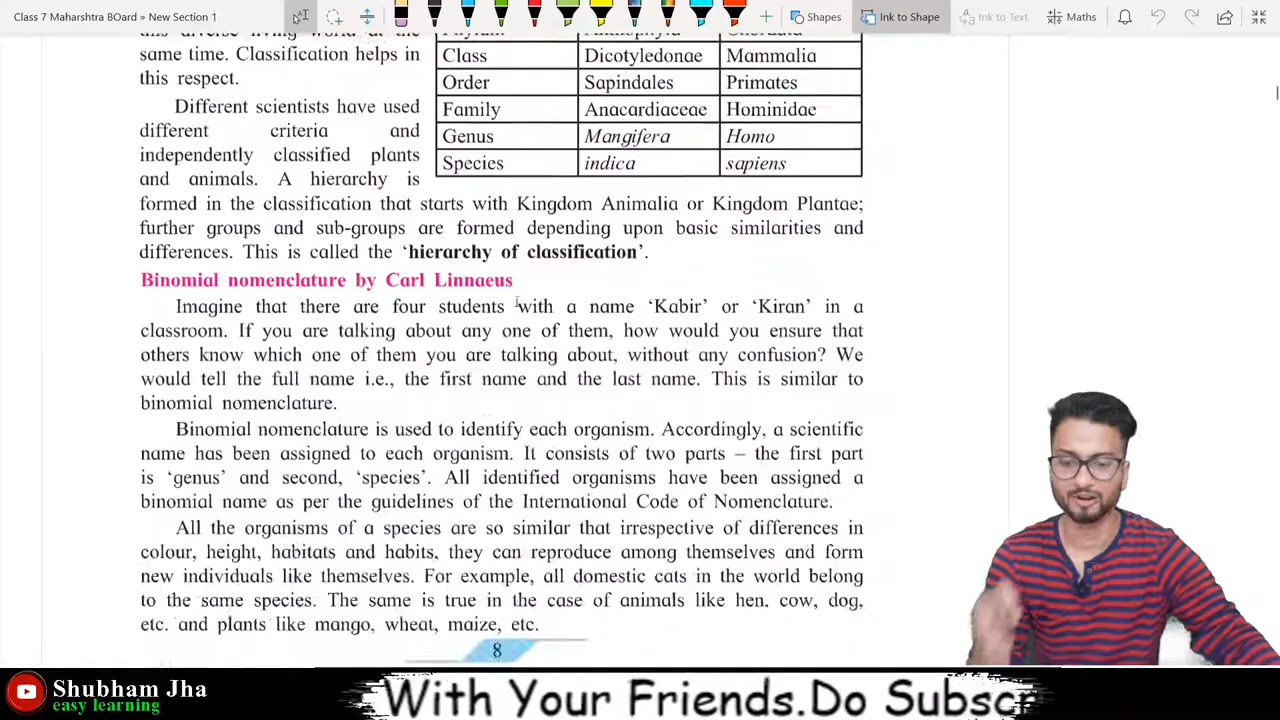 Class 7 Maharshtra BOard » New Section 1
Shapes
Ink to Shape
Ink to Text
Maths
this diverse living world at the
same time. Classification helps in
this respect.
Different scientists have used
different criteria and
independently classified plants
and animals. A hierarchy is
Class Dicotyledonae Mammalia
Order Sapindales Primates
Family Anacardiaceae Hominidae
Genus Mangifera Homo
Species indica sapiens
formed in the classification that starts with Kingdom Animalia or Kingdom Plantae;
further groups and sub-groups are formed depending upon basic similarities and
differences. This is called the ‘hierarchy of classification’.
Binomial nomenclature by Carl Linnaeus
Imagine that there are four students with a name ‘Kabir’ or ‘Kiran’ in a
classroom. If you are talking about any one of them, how would you ensure that
others know which one of them you are talking about, without any confusion? We
would tell the full name i.e., the first name and the last name. This is similar to
binomial nomenclature.
Binomial nomenclature is used to identify each organism. Accordingly, a scientific
name has been assigned to each organism. It consists of two parts – the first part
is ‘genus’ and second, ‘species’. All identified organisms have been assigned a
binomial name as per the guidelines of the International Code of Nomenclature.
All the organisms of a species are so similar that irrespective of differences in
colour, height, habitats and habits, they can reproduce among themselves and form
new individuals like themselves. For example, all domestic cats in the world belong
to the same species. The same is true in the case of animals like hen, cow, dog,
etc. and plants like mango, wheat, maize, etc.
8
Shubham Jha
easy learning
With Your Friends.Do Subscr